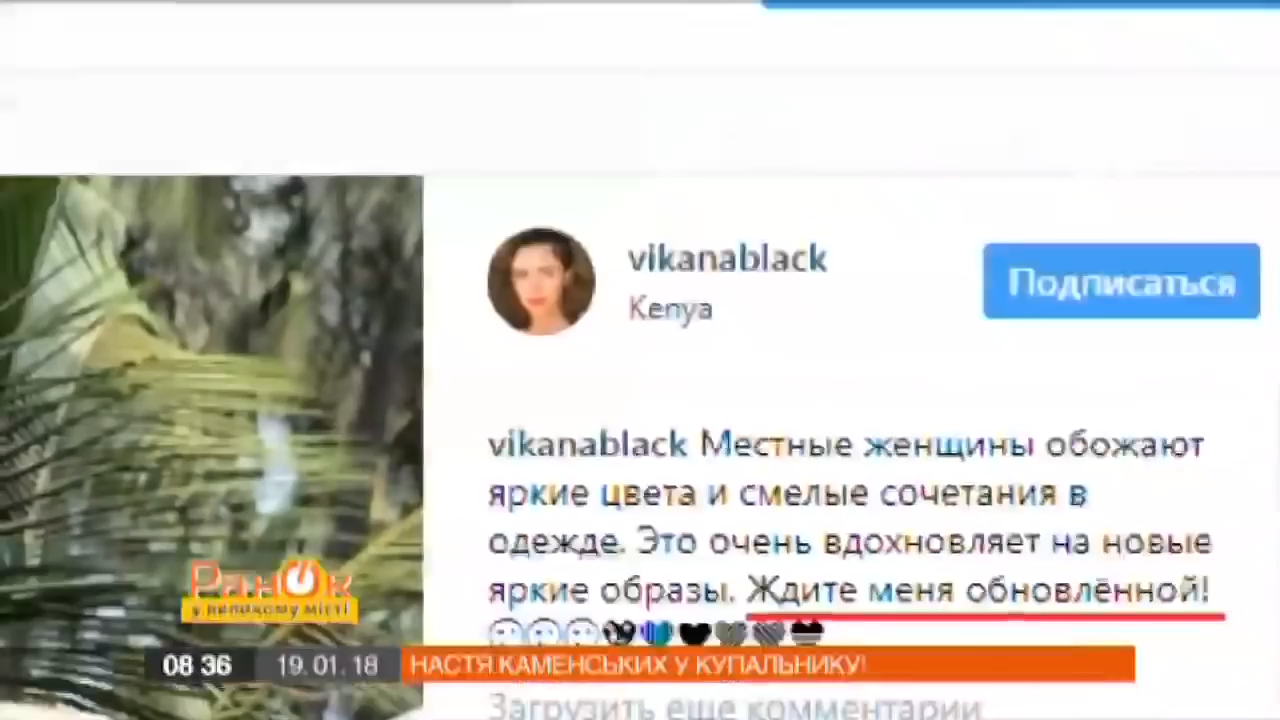 vikanablack
Kenya
Подписаться
vikanablack Местные женщины обожают
яркие цвета и смелые сочетания в
одежде. Это очень вдохновляет на новые
яркие образы. Ждите меня обновлённой!
Ранок
у великому місті
08 36 19.01.18 НАСТЯ КАМЕНСЬКИХ У КУПАЛЬНИКУ!
Загрузить еще комментарии